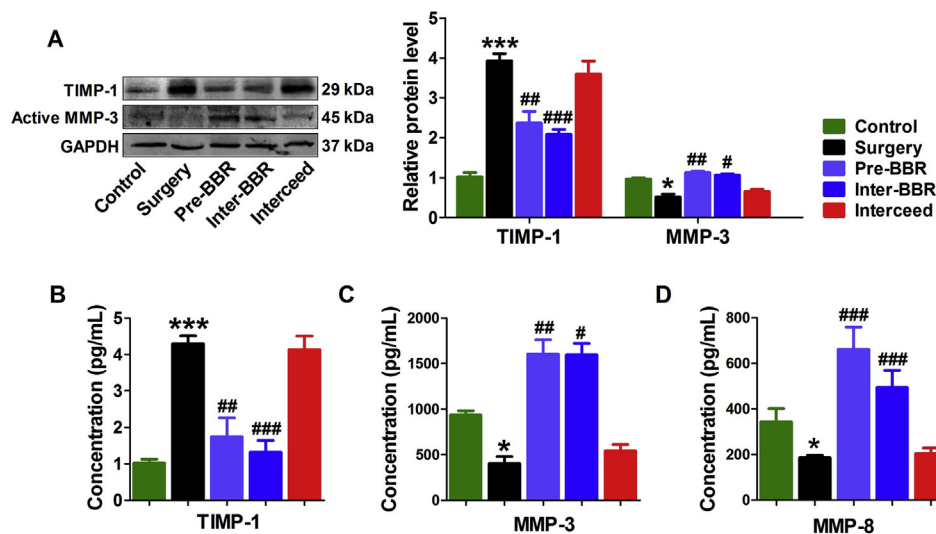 A
TIMP-1
29 kDa
Active MMP-3
45 kDa
GAPDH
37 kDa
Control
Surgery
Pre-BBR
Inter-BBR
Interceed
Relative protein level
5
4
3
2
1
0
***
##
###
*
##
#
TIMP-1
MMP-3
Control
Surgery
Pre-BBR
Inter-BBR
Interceed
B
Concentration (pg/mL)
5
4
3
2
1
0
***
##
###
TIMP-1
C
Concentration (pg/mL)
2000
1500
1000
500
0
*
##
#
MMP-3
D
Concentration (pg/mL)
800
600
400
200
0
*
###
###
MMP-8